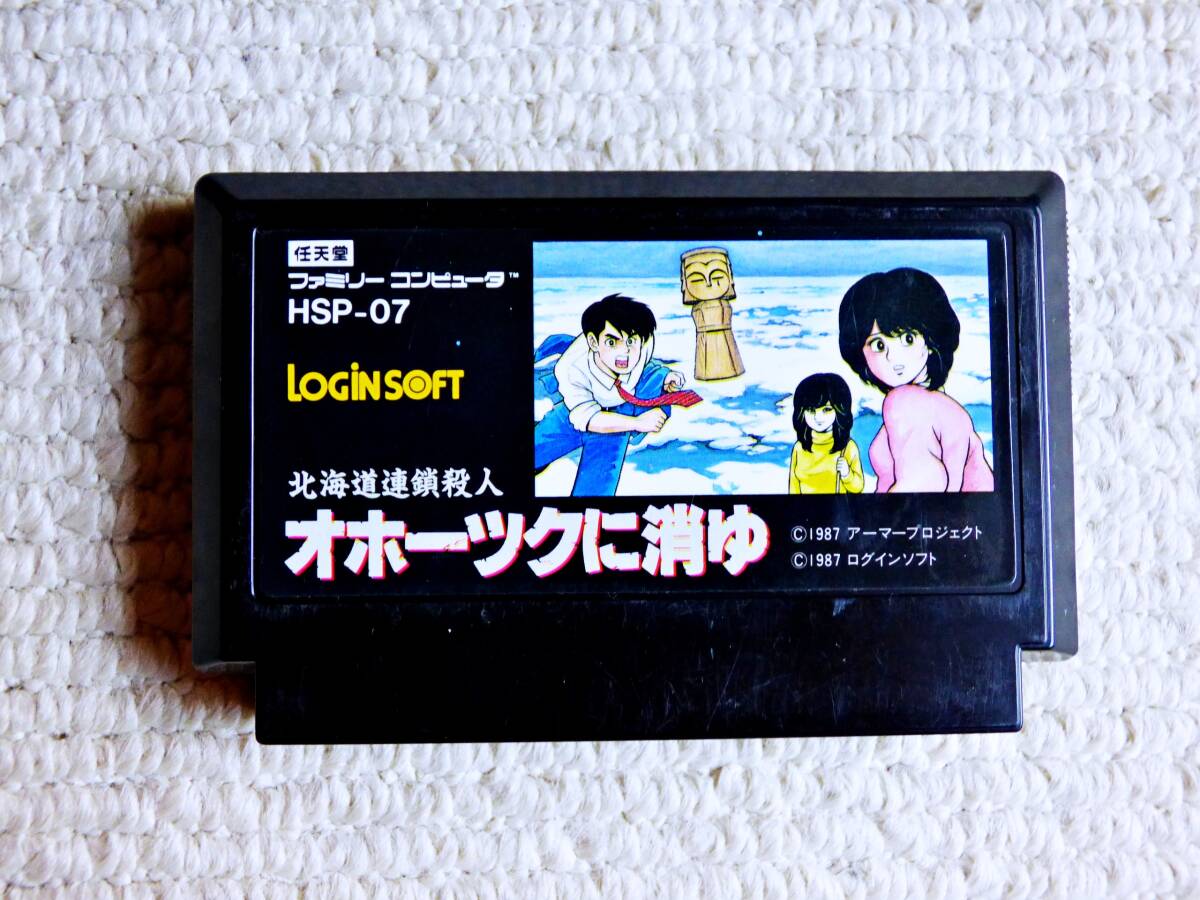 任天堂
ファミリー コンピュータ™
HSP-07
LOGiN SOFT
北海道連鎖殺人
オホーツクに消ゆ
©1987 アーマープロジェクト
©1987 ログインソフト